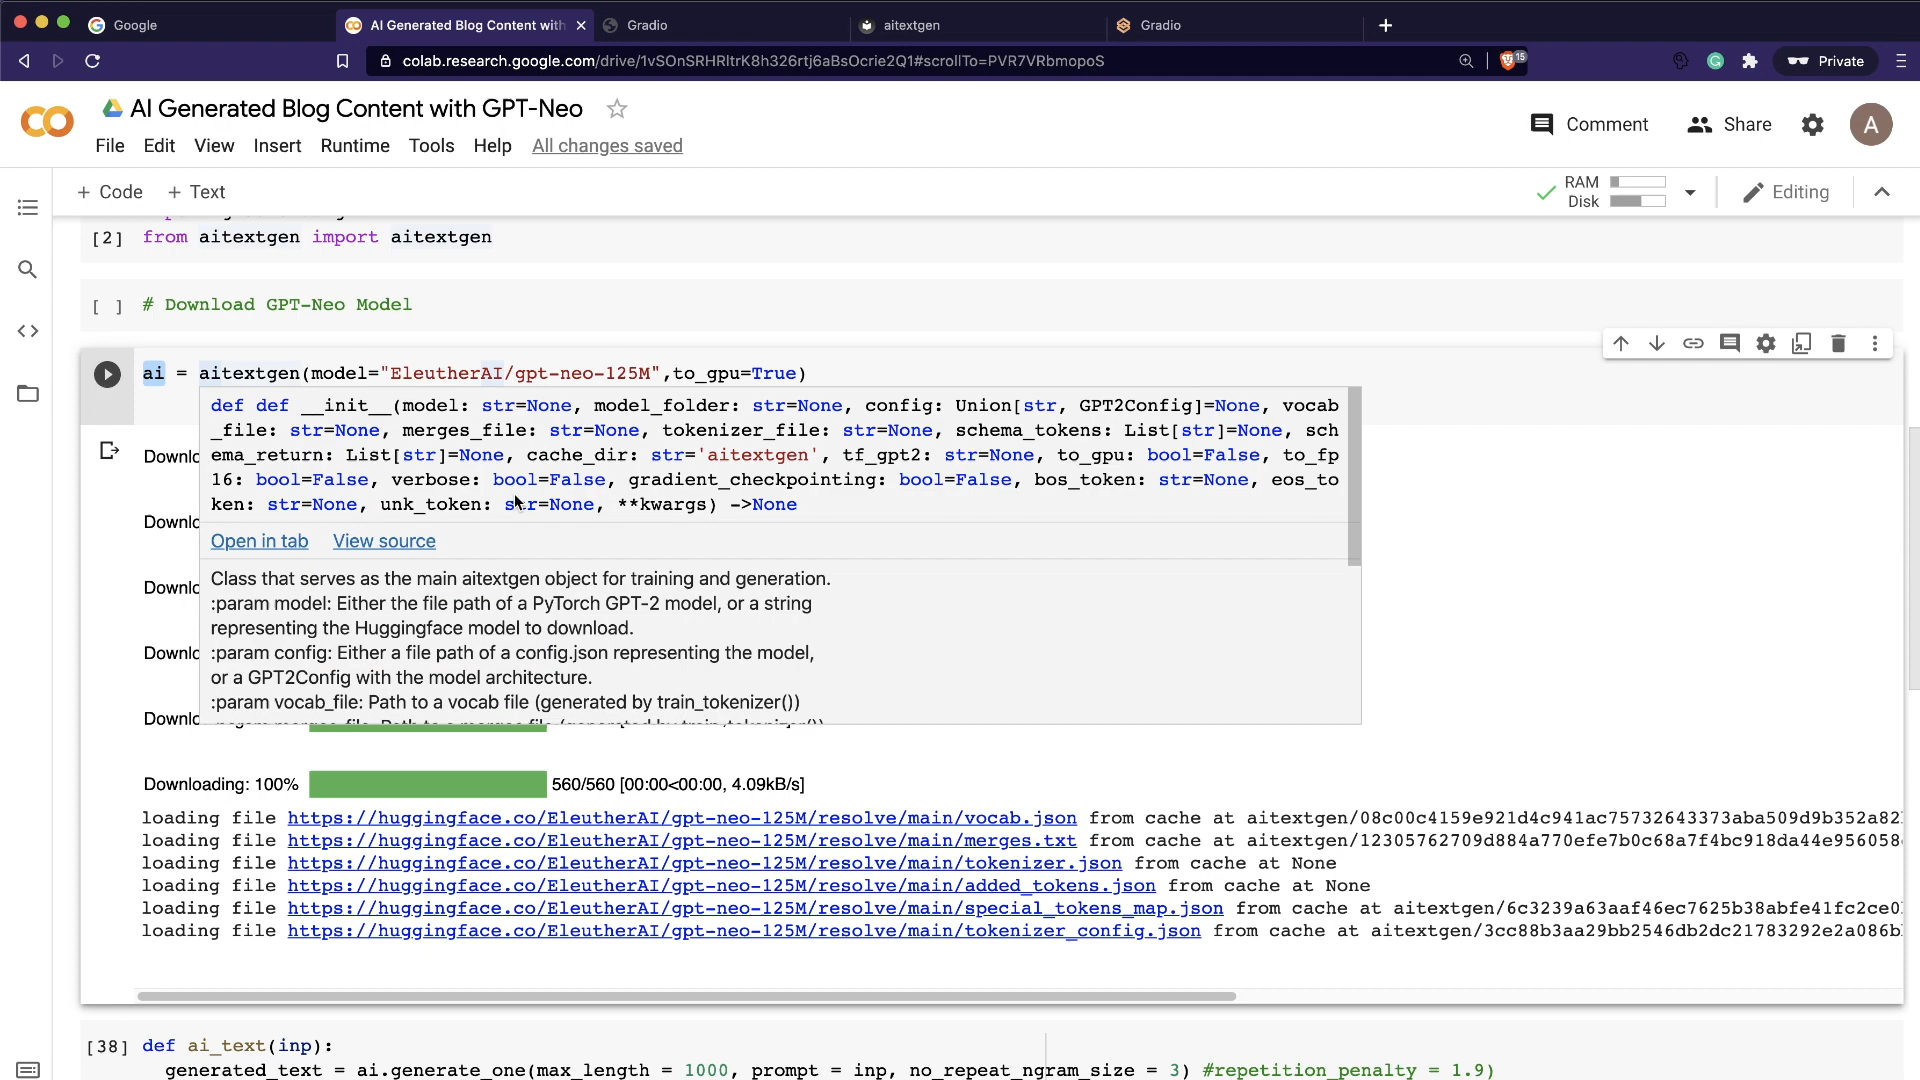 Google
AI Generated Blog Content with
Gradio
aitextgen
Gradio
colab.research.google.com/drive/1vSOnSRHRItrK8h326rtj6aBsOcrie2Q1#scrollTo=PVR7VRbmopoS
15
Private
AI Generated Blog Content with GPT-Neo
Comment
Share
A
File Edit View Insert Runtime Tools Help All changes saved
+ Code + Text
RAM
Disk
Editing
[2] from aitextgen import aitextgen
[ ] # Download GPT-Neo Model
ai = aitextgen(model="EleutherAI/gpt-neo-125M",to_gpu=True)
def def __init__(model: str=None, model_folder: str=None, config: Union[str, GPT2Config]=None, vocab
_file: str=None, merges_file: str=None, tokenizer_file: str=None, schema_tokens: List[str]=None, sch
ema_return: List[str]=None, cache_dir: str='aitextgen', tf_gpt2: str=None, to_gpu: bool=False, to_fp
16: bool=False, verbose: bool=False, gradient_checkpointing: bool=False, bos_token: str=None, eos_to
ken: str=None, unk_token: str=None, **kwargs) ->None
Open in tab View source
Class that serves as the main aitextgen object for training and generation.
:param model: Either the file path of a PyTorch GPT-2 model, or a string
representing the Huggingface model to download.
:param config: Either a file path of a config.json representing the model,
or a GPT2Config with the model architecture.
:param vocab_file: Path to a vocab file (generated by train_tokenizer())
:param merges_file: Path to a merges file (generated by train_tokenizer())
Downlo
Downlo
Downlo
Downlo
Downlo
Downloading: 100% 560/560 [00:00<00:00, 4.09kB/s]
loading file https://huggingface.co/EleutherAI/gpt-neo-125M/resolve/main/vocab.json from cache at aitextgen/08c00c4159e921d4c941ac75732643373aba509d9b352a82
loading file https://huggingface.co/EleutherAI/gpt-neo-125M/resolve/main/merges.txt from cache at aitextgen/12305762709d884a770efe7b0c68a7f4bc918da44e956058
loading file https://huggingface.co/EleutherAI/gpt-neo-125M/resolve/main/tokenizer.json from cache at None
loading file https://huggingface.co/EleutherAI/gpt-neo-125M/resolve/main/added_tokens.json from cache at None
loading file https://huggingface.co/EleutherAI/gpt-neo-125M/resolve/main/special_tokens_map.json from cache at aitextgen/6c3239a63aaf46ec7625b38abfe41fc2ce0
loading file https://huggingface.co/EleutherAI/gpt-neo-125M/resolve/main/tokenizer_config.json from cache at aitextgen/3cc88b3aa29bb2546db2dc21783292e2a086b
[38] def ai_text(inp):
generated_text = ai.generate_one(max_length = 1000, prompt = inp, no_repeat_ngram_size = 3) #repetition_penalty = 1.9)